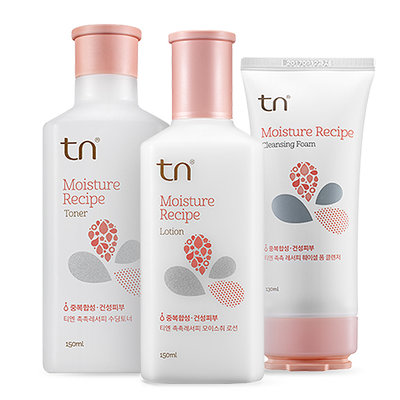 tn®
Moisture
Recipe
Toner
중복합성·건성피부
티엔 촉촉레서피 수딩토너
150ml
tn®
Moisture
Recipe
Lotion
중복합성·건성피부
티엔 촉촉레서피 모이스춰 로션
150ml
tn®
Moisture Recipe
Cleansing Foam
중복합성·건성피부
티엔 촉촉 레서피 훼이셜 폼 클렌저
130ml